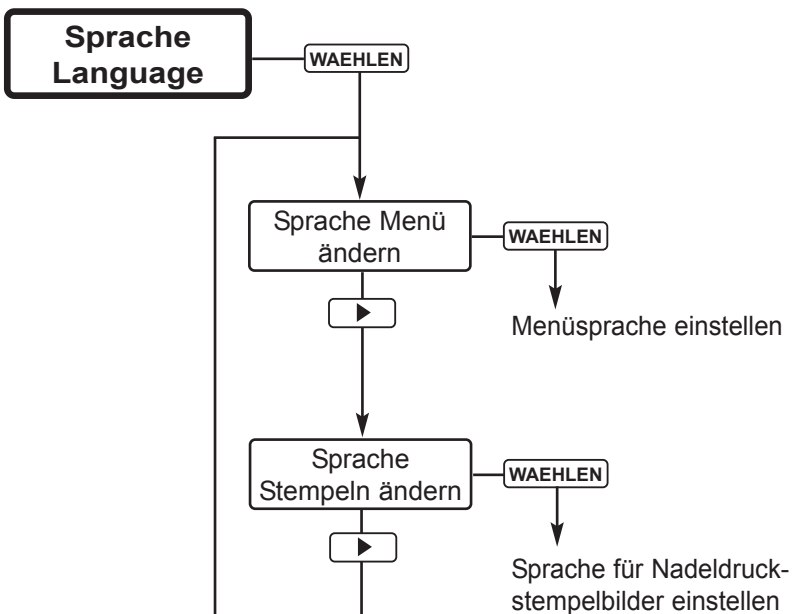 Sprache
Language
WAEHLEN
Sprache Menü
ändern
WAEHLEN
Menüsprache einstellen
Sprache
Stempeln ändern
WAEHLEN
Sprache für Nadeldruck-
stempelbilder einstellen